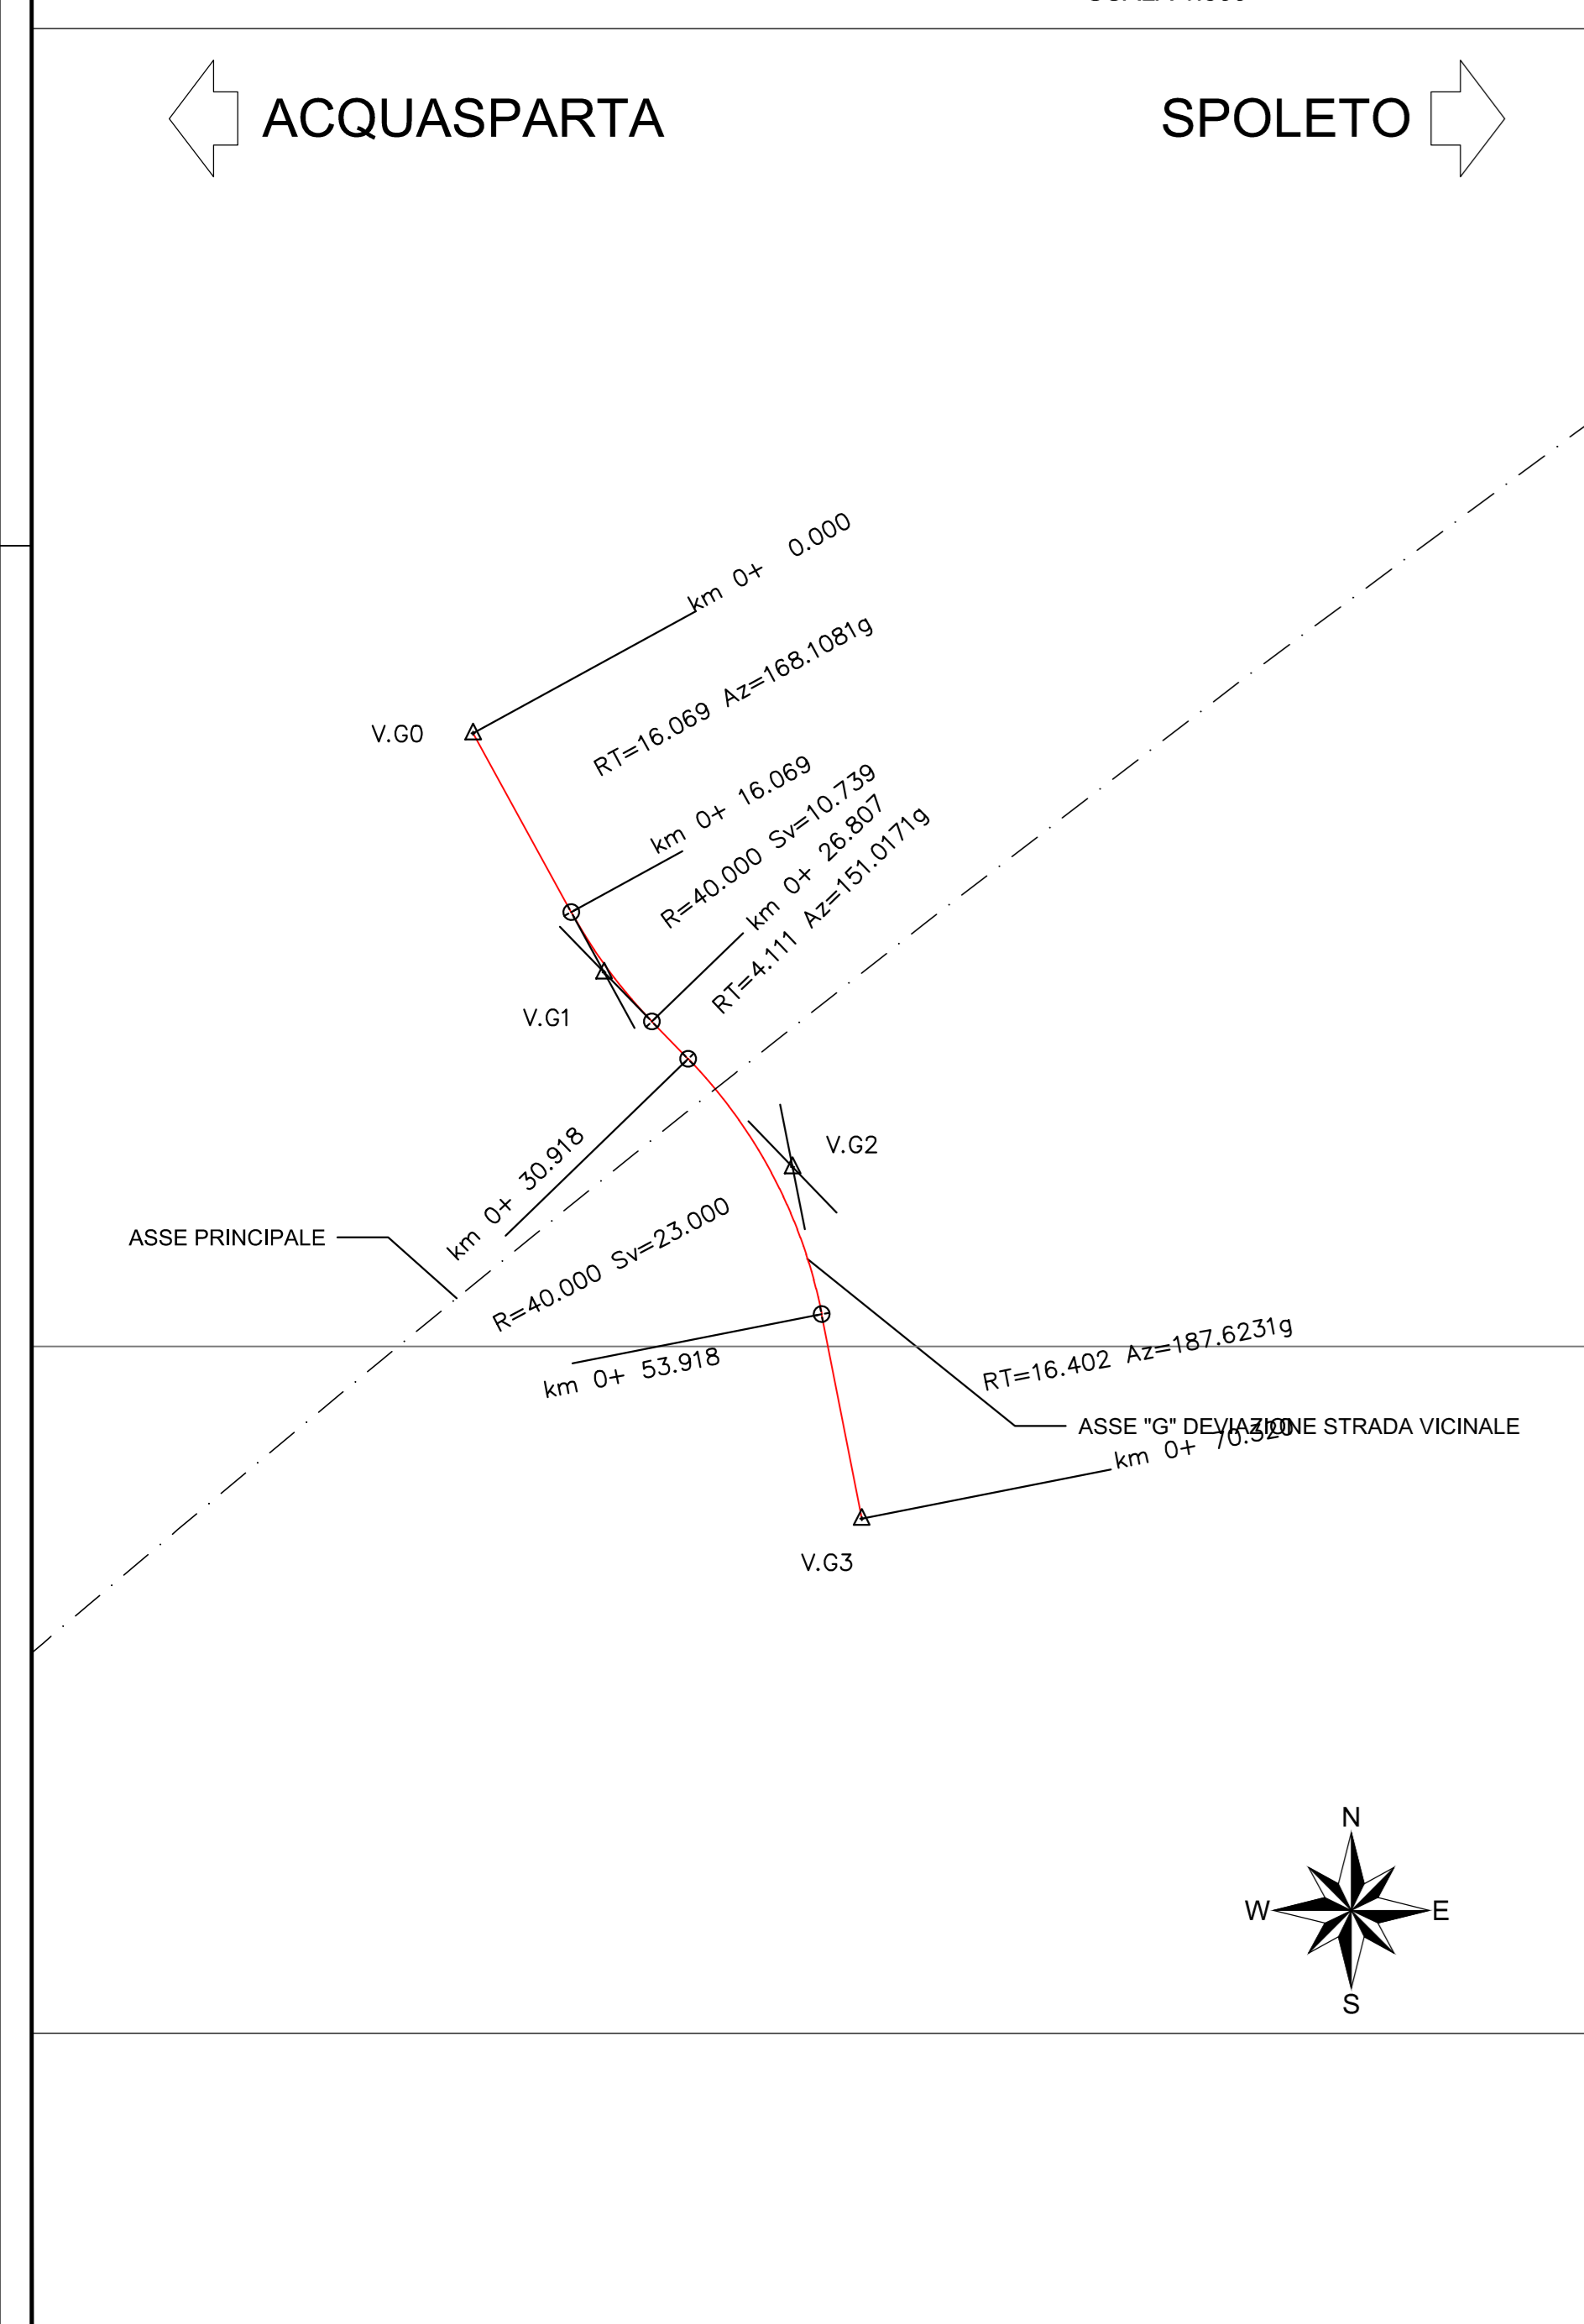 ACQUASPARTA
SPOLETO
km 0+ 0.000
RT=16.069 Az=168.1081g
V.G0
km 0+ 16.069
R=40.000 Sv=10.739
km 0+ 26.807
RT=4.111 Az=151.0171g
V.G1
V.G2
km 0+ 30.918
ASSE PRINCIPALE
R=40.000 Sv=23.000
km 0+ 53.918
RT=16.402 Az=187.6231g
ASSE "G" DEVIAZIONE STRADA VICINALE
km 0+ 70.320
V.G3
N
W
E
S